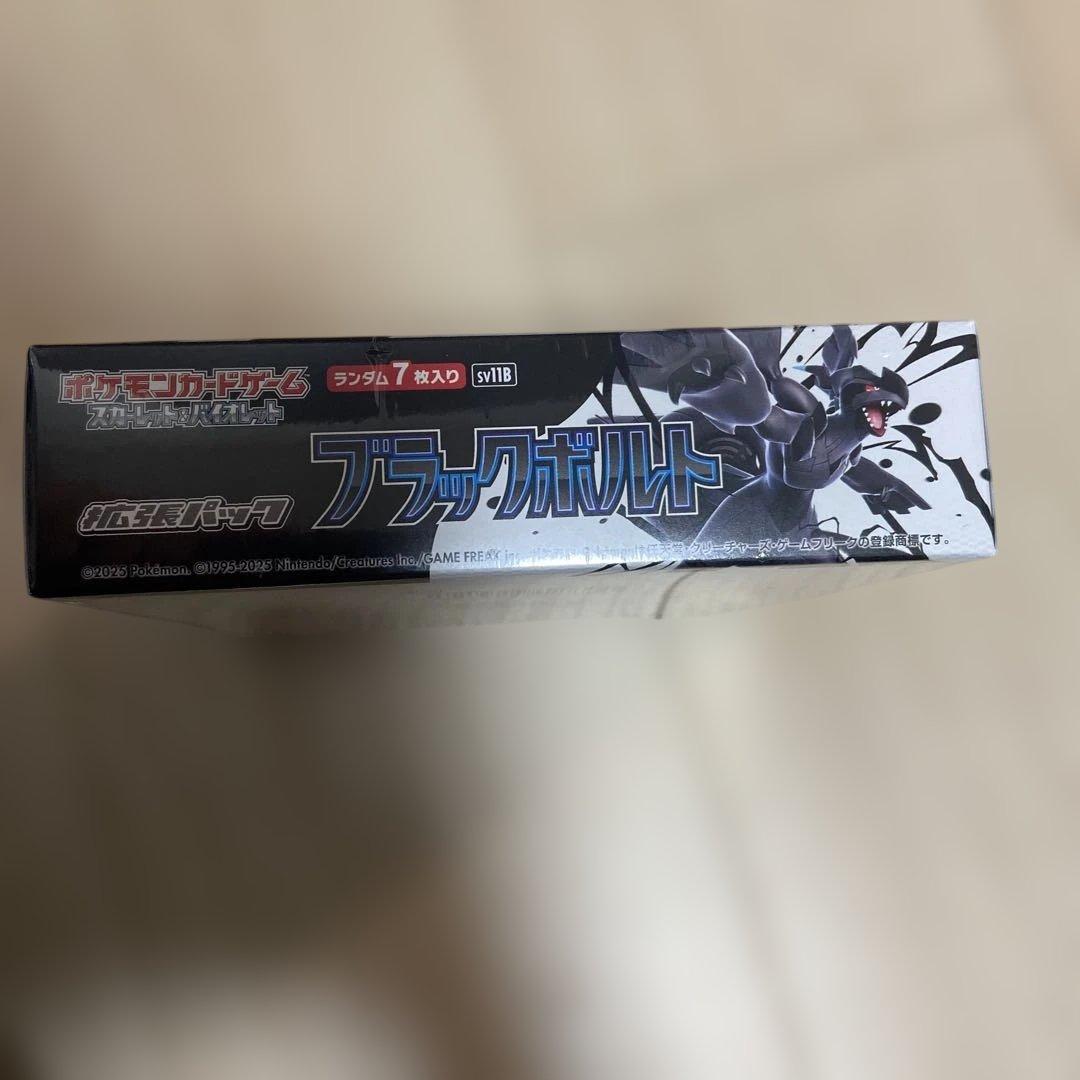 ポケモンカードゲーム
スカーレット&バイオレット
ランダム7枚入り
sv11B
ブラックボルト
拡張パック
©2025 Pokémon. ©1995-2025 Nintendo/Creatures Inc./GAME FREAK inc.
任天堂・クリーチャーズ・ゲームフリークの登録商標です。